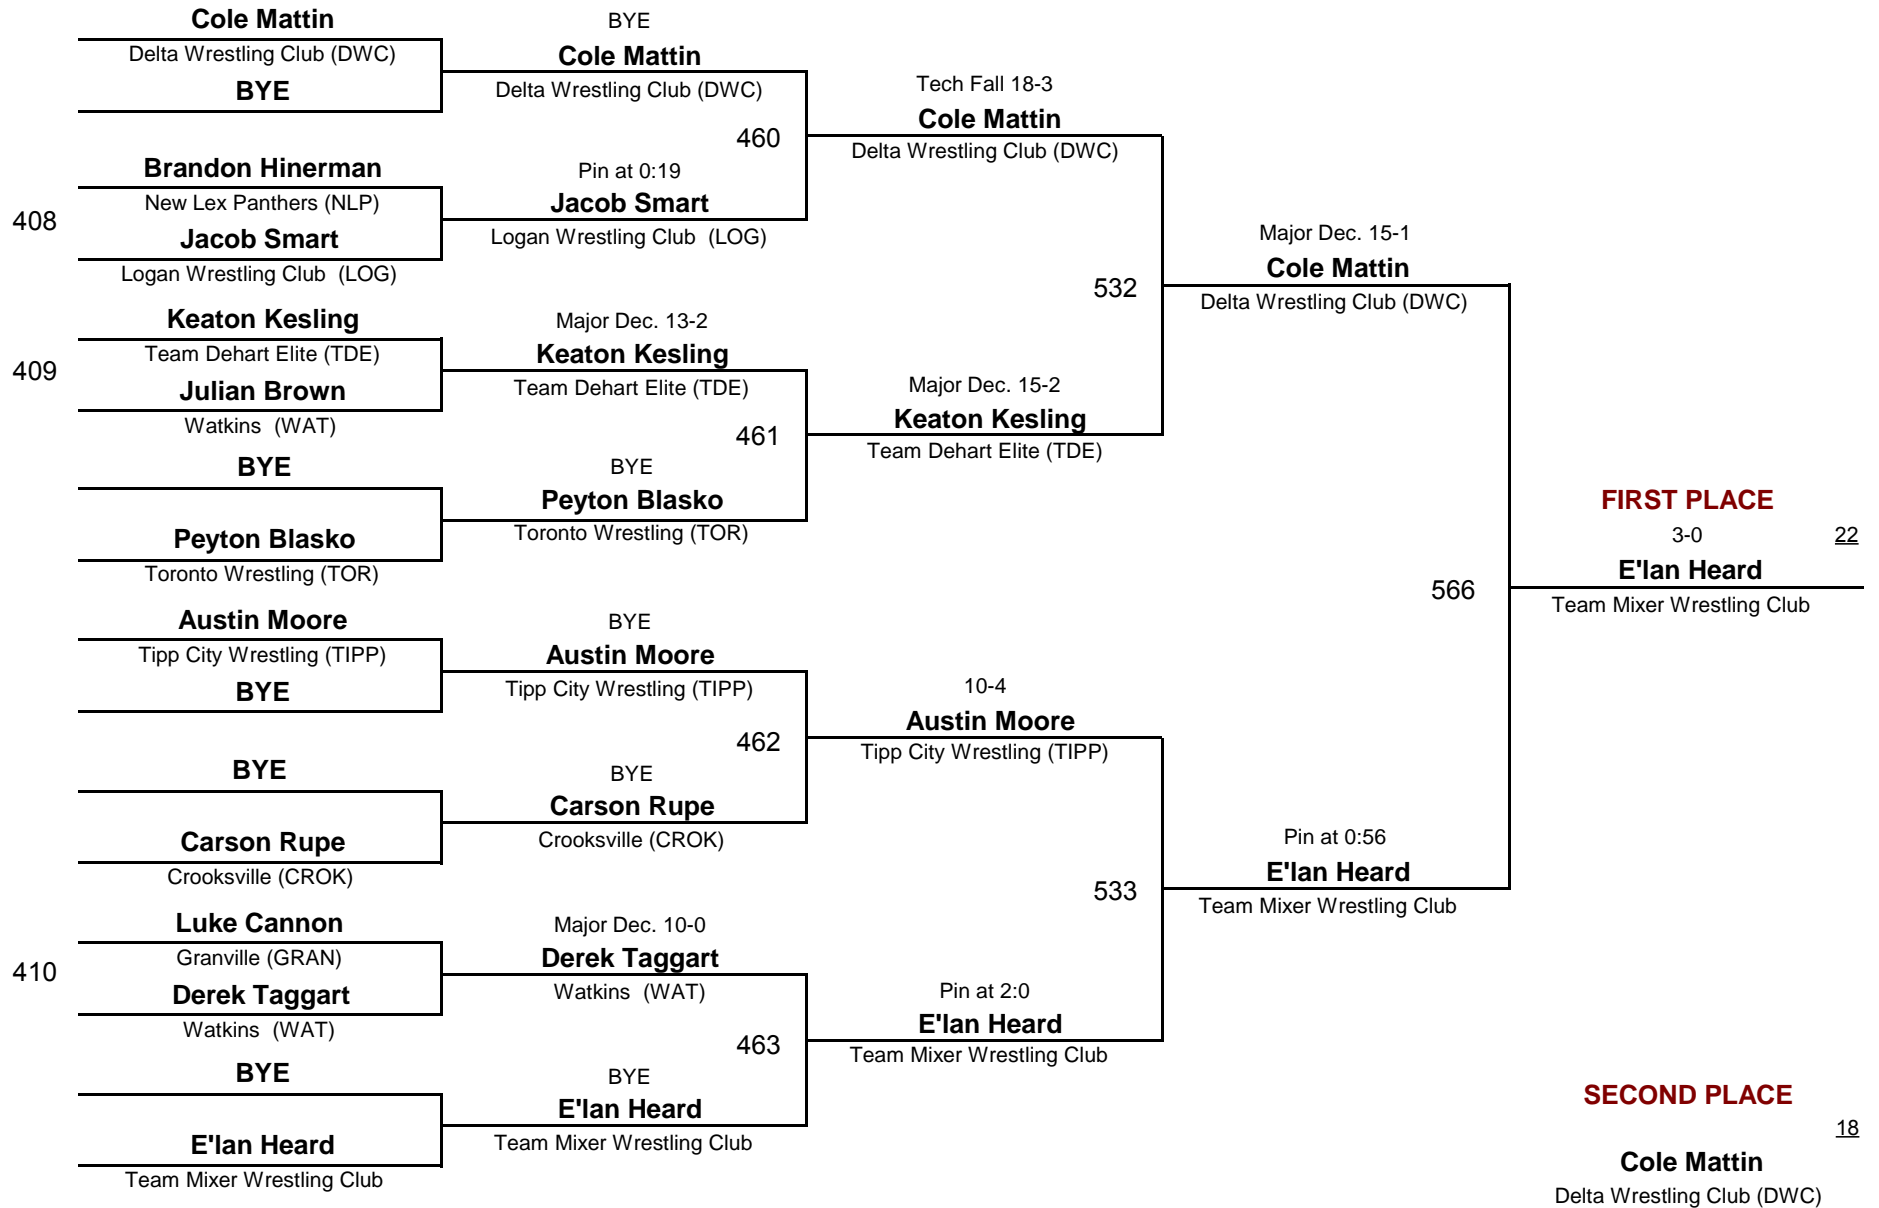 Cole Mattin
Delta Wrestling Club (DWC)
BYE
408
Brandon Hinerman
New Lex Panthers (NLP)
Jacob Smart
Logan Wrestling Club (LOG)
409
Keaton Kesling
Team Dehart Elite (TDE)
Julian Brown
Watkins (WAT)
BYE
Peyton Blasko
Toronto Wrestling (TOR)
Austin Moore
Tipp City Wrestling (TIPP)
BYE
BYE
Carson Rupe
Crooksville (CROK)
410
Luke Cannon
Granville (GRAN)
Derek Taggart
Watkins (WAT)
BYE
E'lan Heard
Team Mixer Wrestling Club
BYE
Cole Mattin
Delta Wrestling Club (DWC)
460
Pin at 0:19
Jacob Smart
Logan Wrestling Club (LOG)
Major Dec. 13-2
Keaton Kesling
Team Dehart Elite (TDE)
461
BYE
Peyton Blasko
Toronto Wrestling (TOR)
BYE
Austin Moore
Tipp City Wrestling (TIPP)
462
BYE
Carson Rupe
Crooksville (CROK)
Major Dec. 10-0
Derek Taggart
Watkins (WAT)
463
BYE
E'lan Heard
Team Mixer Wrestling Club
Tech Fall 18-3
Cole Mattin
Delta Wrestling Club (DWC)
532
Major Dec. 15-2
Keaton Kesling
Team Dehart Elite (TDE)
10-4
Austin Moore
Tipp City Wrestling (TIPP)
533
Pin at 2:0
E'lan Heard
Team Mixer Wrestling Club
Major Dec. 15-1
Cole Mattin
Delta Wrestling Club (DWC)
566
Pin at 0:56
E'lan Heard
Team Mixer Wrestling Club
FIRST PLACE
3-0 22
E'lan Heard
Team Mixer Wrestling Club
SECOND PLACE
18
Cole Mattin
Delta Wrestling Club (DWC)